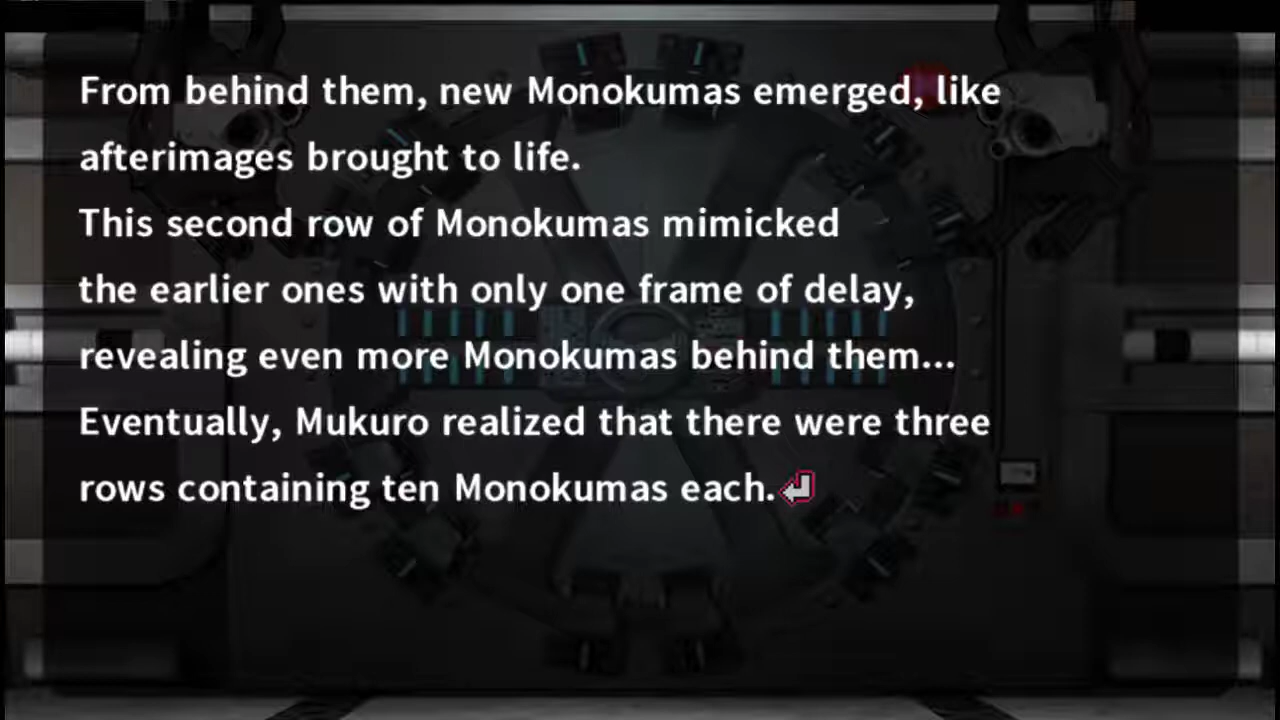 From behind them, new Monokumas emerged, like
afterimages brought to life.
This second row of Monokumas mimicked
the earlier ones with only one frame of delay,
revealing even more Monokumas behind them...
Eventually, Mukuro realized that there were three
rows containing ten Monokumas each.